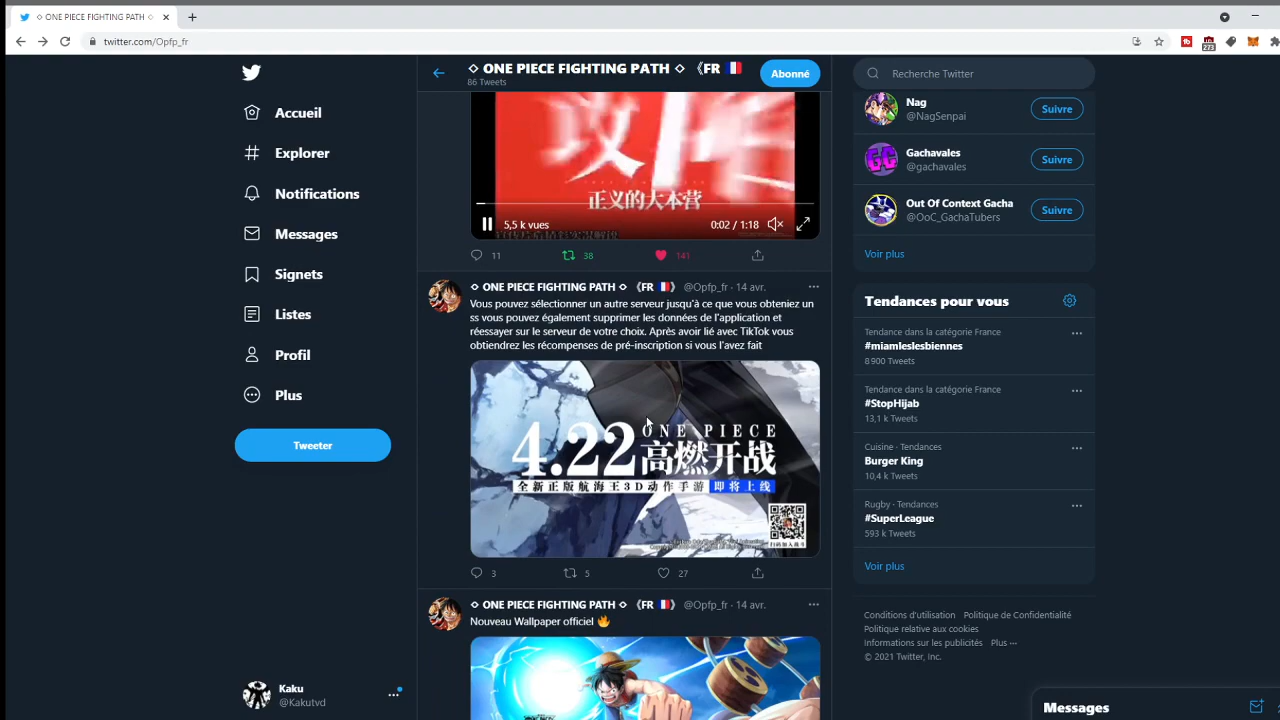 ◇ ONE PIECE FIGHTING PATH ◇
twitter.com/Opfp_fr
273
◇ ONE PIECE FIGHTING PATH ◇ 《FR 🇫🇷
86 Tweets
Abonné
Recherche Twitter
Accueil
Explorer
Notifications
Messages
Signets
Listes
Profil
Plus
Tweeter
Kaku
@Kakutvd
正义的大本营
5,5 k vues
0:02 / 1:18
11
38
141
◇ ONE PIECE FIGHTING PATH ◇ 《FR 🇫🇷》 @Opfp_fr · 14 avr.
Vous pouvez sélectionner un autre serveur jusqu'à ce que vous obteniez un
ss vous pouvez également supprimer les données de l'application et
réessayer sur le serveur de votre choix. Après avoir lié avec TikTok vous
obtiendrez les récompenses de pré-inscription si vous l'avez fait
4.22
ONE PIECE
高燃开战
全新正版航海王3D动作手游 即将上线
3
5
27
◇ ONE PIECE FIGHTING PATH ◇ 《FR 🇫🇷》 @Opfp_fr · 14 avr.
Nouveau Wallpaper officiel 🔥
Nag
@NagSenpai
Suivre
Gachavales
@gachavales
Suivre
Out Of Context Gacha
@OoC_GachaTubers
Suivre
Voir plus
Tendances pour vous
Tendance dans la catégorie France
#miamleslesbiennes
8 900 Tweets
Tendance dans la catégorie France
#StopHijab
13,1 k Tweets
Cuisine · Tendances
Burger King
10,4 k Tweets
Rugby · Tendances
#SuperLeague
593 k Tweets
Voir plus
Conditions d'utilisation Politique de Confidentialité
Politique relative aux cookies
Informations sur les publicités Plus ···
© 2021 Twitter, Inc.
Messages